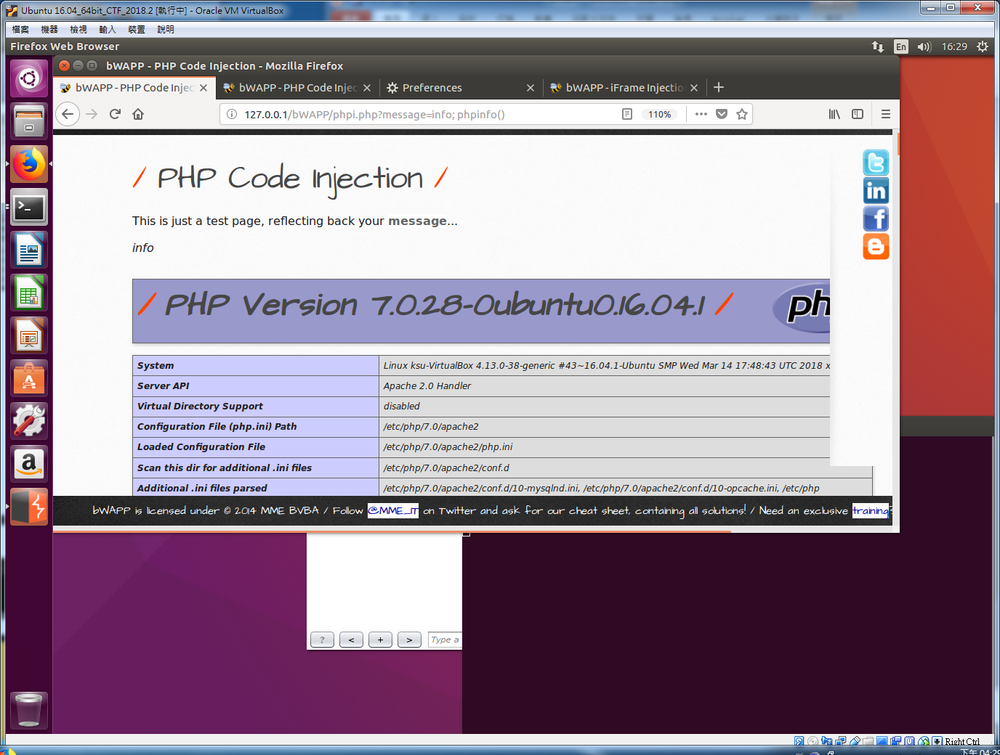 Ubuntu 16.04_64bit_CTF_2018.2 [執行中] - Oracle VM VirtualBox
檔案 機器 檢視 輸入 裝置 說明
Firefox Web Browser En 16:29
bWAPP - PHP Code Injection - Mozilla Firefox
bWAPP - PHP Code Injec bWAPP - PHP Code Injec Preferences bWAPP - iFrame Injectio
127.0.0.1/bWAPP/phpi.php?message=info; phpinfo() 110%
/ PHP Code Injection /
This is just a test page, reflecting back your message...
info
/ PHP Version 7.0.28-0ubuntu0.16.04.1 / ph
System Linux ksu-VirtualBox 4.13.0-38-generic #43~16.04.1-Ubuntu SMP Wed Mar 14 17:48:43 UTC 2018 x
Server API Apache 2.0 Handler
Virtual Directory Support disabled
Configuration File (php.ini) Path /etc/php/7.0/apache2
Loaded Configuration File /etc/php/7.0/apache2/php.ini
Scan this dir for additional .ini files /etc/php/7.0/apache2/conf.d
Additional .ini files parsed /etc/php/7.0/apache2/conf.d/10-mysqlnd.ini, /etc/php/7.0/apache2/conf.d/10-opcache.ini, /etc/php
bWAPP is licensed under © 2014 MME BVBA / Follow @MME_IT on Twitter and ask for our cheat sheet, containing all solutions! / Need an exclusive training?
? < + > Type a
Right Ctrl
下午 04:29